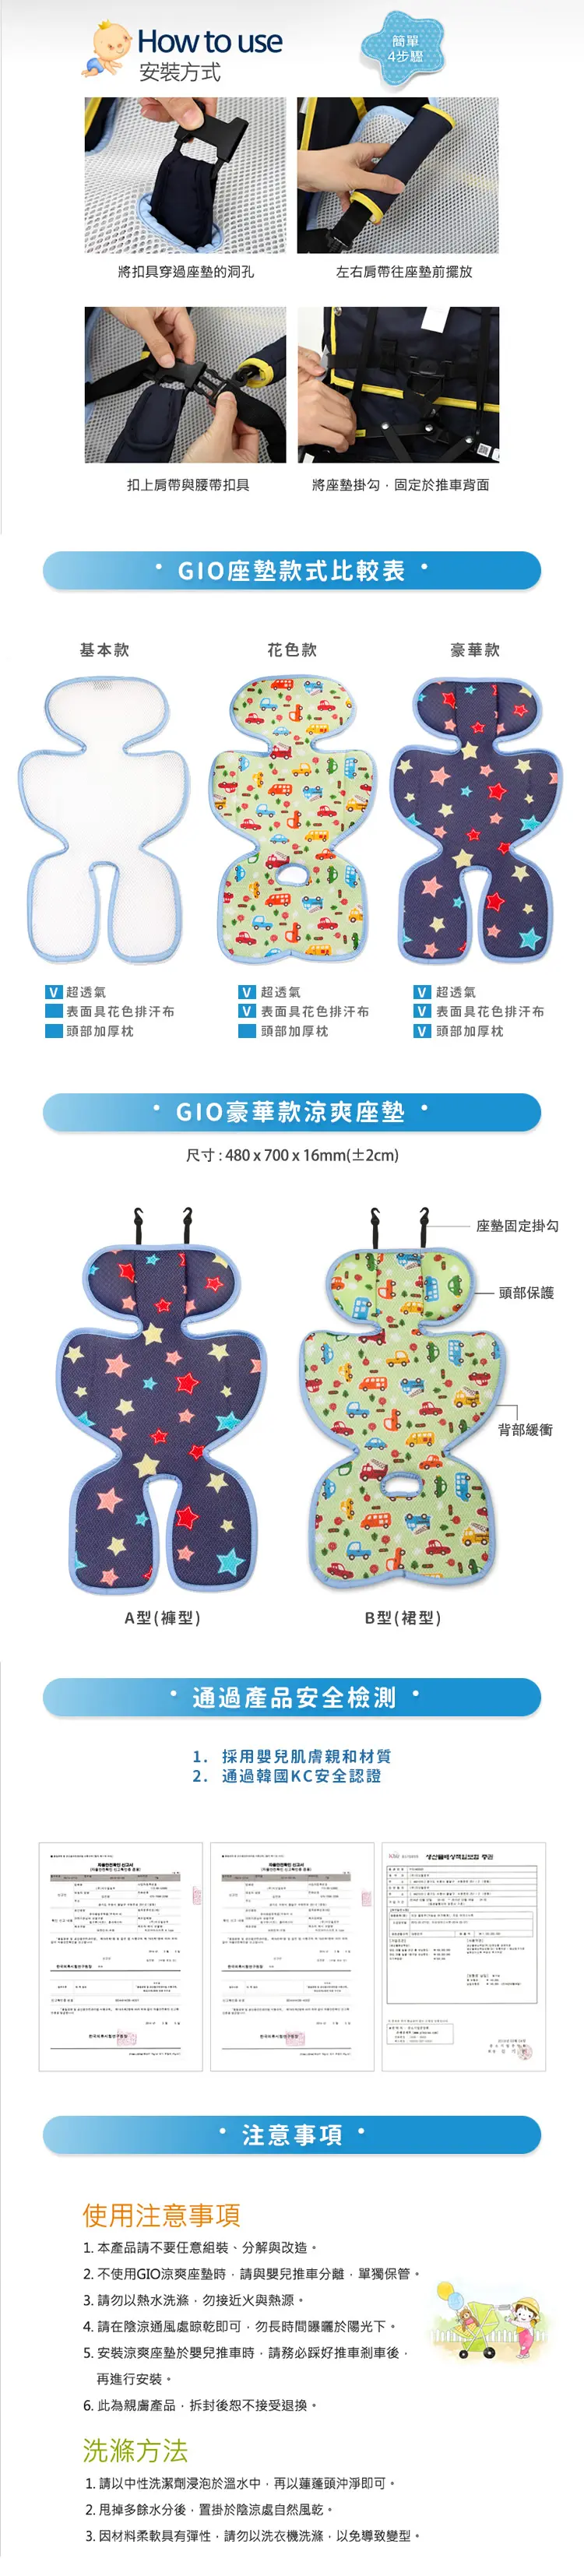 How to use
安裝方式
簡單
4步驟
將扣具穿過座墊的洞孔
左右肩帶往座墊前擺放
扣上肩帶與腰帶扣具
將座墊掛勾，固定於推車背面
• GIO座墊款式比較表 •
基本款
花色款
豪華款
V 超透氣
表面具花色排汗布
頭部加厚枕
V 超透氣
V 表面具花色排汗布
頭部加厚枕
V 超透氣
V 表面具花色排汗布
V 頭部加厚枕
• GIO豪華款涼爽座墊 •
尺寸 : 480 x 700 x 16mm(±2cm)
座墊固定掛勾
頭部保護
背部緩衝
A型(褲型)
B型(裙型)
• 通過產品安全檢測 •
1. 採用嬰兒肌膚親和材質
2. 通過韓國KC安全認證
• 注意事項 •
使用注意事項
1. 本產品請不要任意組裝、分解與改造。
2. 不使用GIO涼爽座墊時，請與嬰兒推車分離，單獨保管。
3. 請勿以熱水洗滌，勿接近火與熱源。
4. 請在陰涼通風處晾乾即可，勿長時間曝曬於陽光下。
5. 安裝涼爽座墊於嬰兒推車時，請務必踩好推車剎車後，
再進行安裝。
6. 此為親膚產品，拆封後恕不接受退換。
洗滌方法
1. 請以中性洗潔劑浸泡於溫水中，再以蓮蓬頭沖淨即可。
2. 甩掉多餘水分後，置掛於陰涼處自然風乾。
3. 因材料柔軟具有彈性，請勿以洗衣機洗滌，以免導致變型。